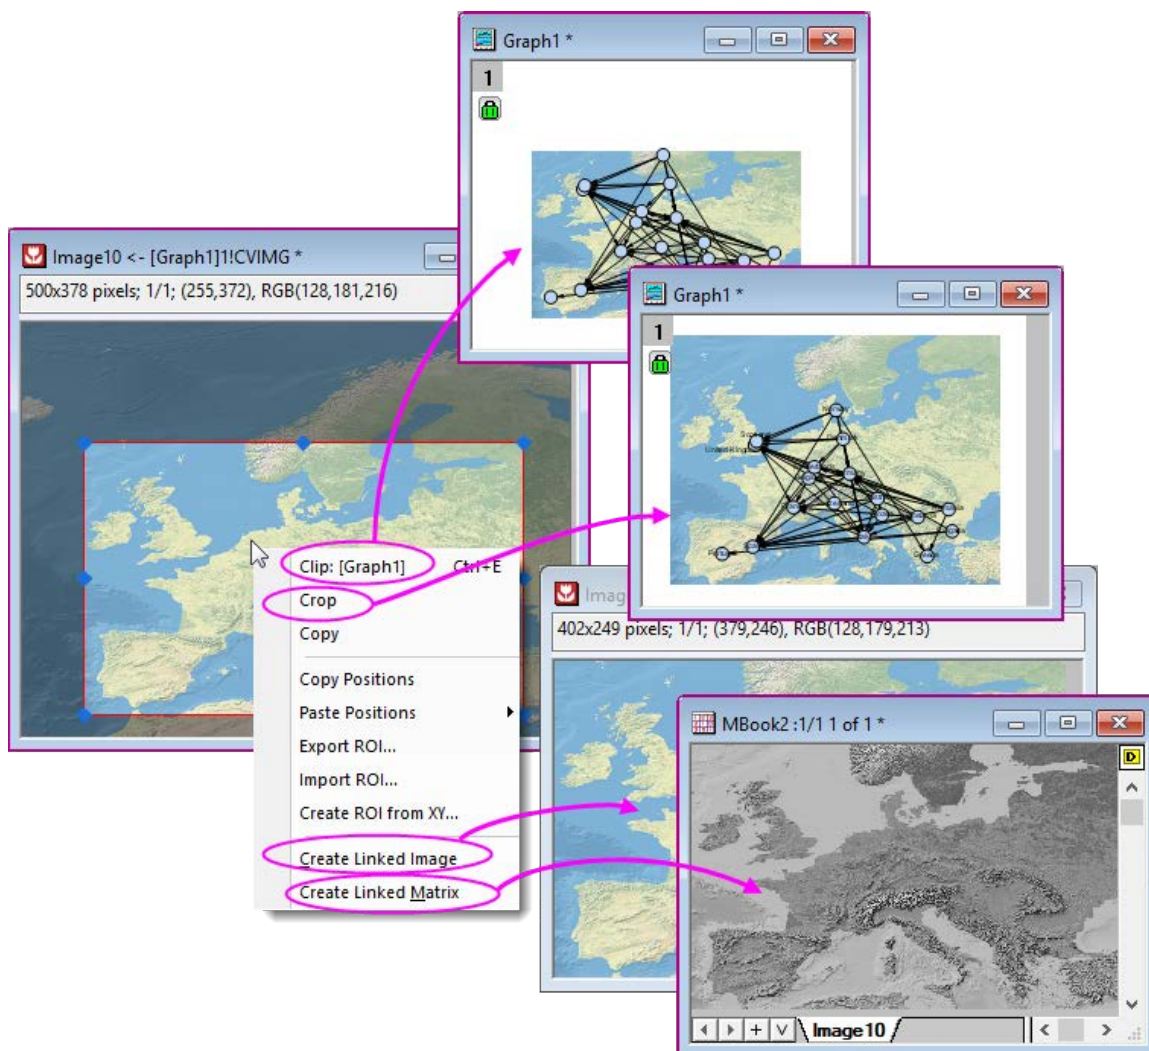 Graph1 *
1
Image10 <- [Graph1]1!CVIMG *
500x378 pixels; 1/1; (255,372), RGB(128,181,216)
Graph1 *
1
Clip: [Graph1] Ctrl+E
Crop
Copy
Copy Positions
Paste Positions
Export ROI...
Import ROI...
Create ROI from XY...
Create Linked Image
Create Linked Matrix
402x249 pixels; 1/1; (379,246), RGB(128,179,213)
MBook2 :1/1 1 of 1 *
D
Image10